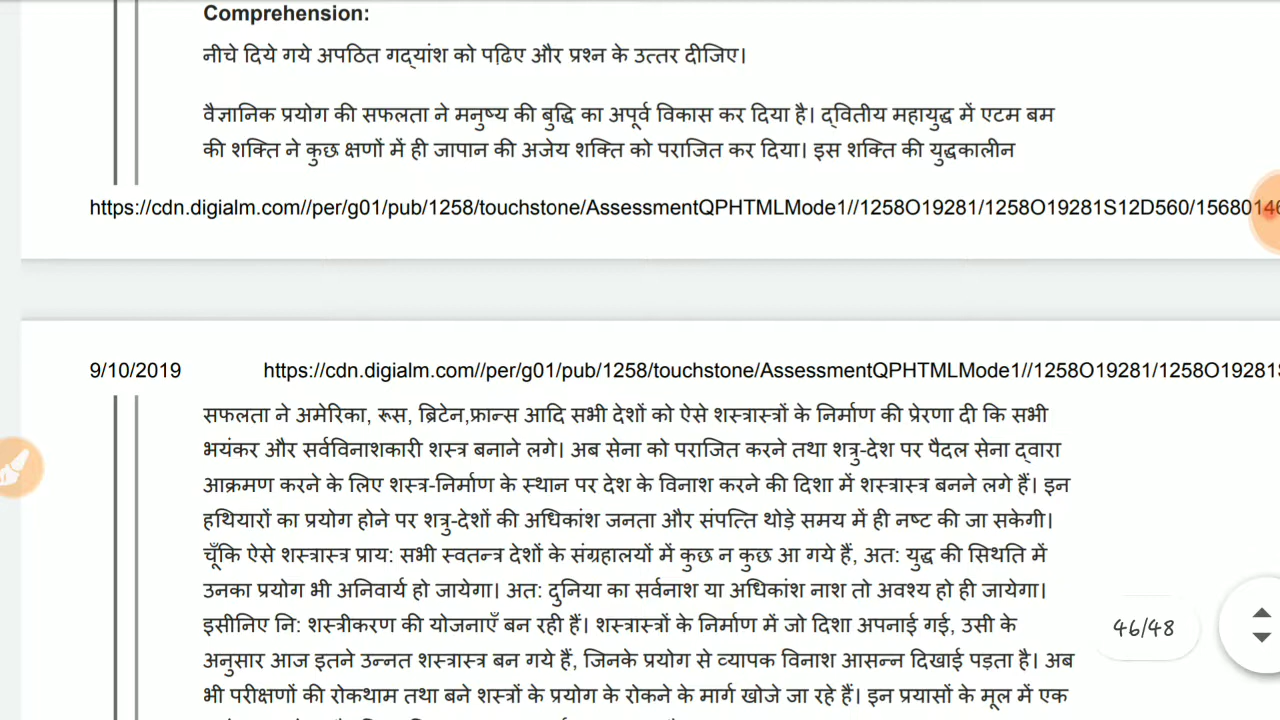 Comprehension:
नीचे दिये गये अपठित गद्यांश को पढ़िए और प्रश्न के उत्तर दीजिए।
वैज्ञानिक प्रयोग की सफलता ने मनुष्य की बुद्धि का अपूर्व विकास कर दिया है। द्वितीय महायुद्ध में एटम बम
की शक्ति ने कुछ क्षणों में ही जापान की अजेय शक्ति को पराजित कर दिया। इस शक्ति की युद्धकालीन
https://cdn.digialm.com//per/g01/pub/1258/touchstone/AssessmentQPHTMLMode1//1258O19281/1258O19281S12D560/1568014
9/10/2019 https://cdn.digialm.com//per/g01/pub/1258/touchstone/AssessmentQPHTMLMode1//1258O19281/1258O19281S
सफलता ने अमेरिका, रूस, ब्रिटेन,फ्रान्स आदि सभी देशों को ऐसे शस्त्रास्त्रों के निर्माण की प्रेरणा दी कि सभी
भयंकर और सर्वविनाशकारी शस्त्र बनाने लगे। अब सेना को पराजित करने तथा शत्रु-देश पर पैदल सेना द्वारा
आक्रमण करने के लिए शस्त्र-निर्माण के स्थान पर देश के विनाश करने की दिशा में शस्त्रास्त्र बनने लगे हैं। इन
हथियारों का प्रयोग होने पर शत्रु-देशों की अधिकांश जनता और संपत्ति थोड़े समय में ही नष्ट की जा सकेगी।
चूँकि ऐसे शस्त्रास्त्र प्राय: सभी स्वतन्त्र देशों के संग्रहालयों में कुछ न कुछ आ गये हैं, अत: युद्ध की स्थिति में
उनका प्रयोग भी अनिवार्य हो जायेगा। अत: दुनिया का सर्वनाश या अधिकांश नाश तो अवश्य हो ही जायेगा।
इसीनिए नि: शस्त्रीकरण की योजनाएँ बन रही हैं। शस्त्रास्त्रों के निर्माण में जो दिशा अपनाई गई, उसी के
अनुसार आज इतने उन्नत शस्त्रास्त्र बन गये हैं, जिनके प्रयोग से व्यापक विनाश आसन्न दिखाई पड़ता है। अब
भी परीक्षणों की रोकथाम तथा बने शस्त्रों के प्रयोग के रोकने के मार्ग खोजे जा रहे हैं। इन प्रयासों के मूल में एक
46/48